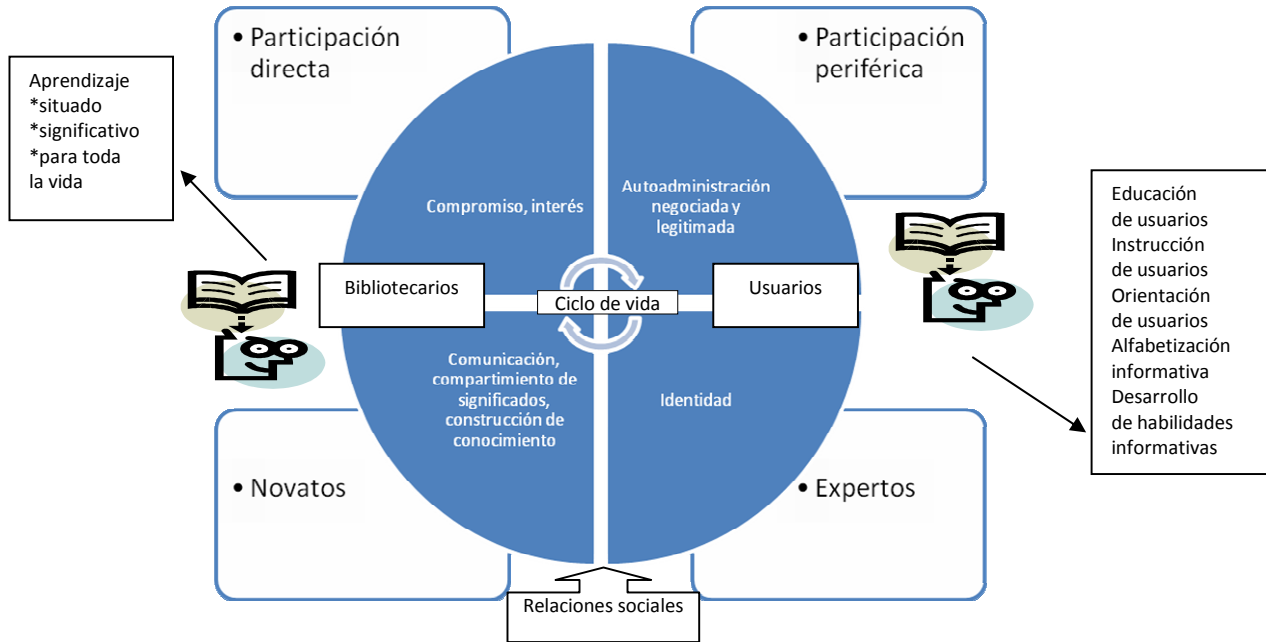 • Participación
directa
• Participación
periférica
Aprendizaje
*situado
*significativo
*para toda
la vida
Compromiso, interés
Autoadministración
negociada y
legitimada
Educación
de usuarios
Instrucción
de usuarios
Orientación
de usuarios
Alfabetización
informativa
Desarrollo
de habilidades
informativas
Bibliotecarios
Ciclo de vida
Usuarios
Comunicación,
compartimiento de
significados,
construcción de
conocimiento
Identidad
• Novatos
• Expertos
Relaciones sociales